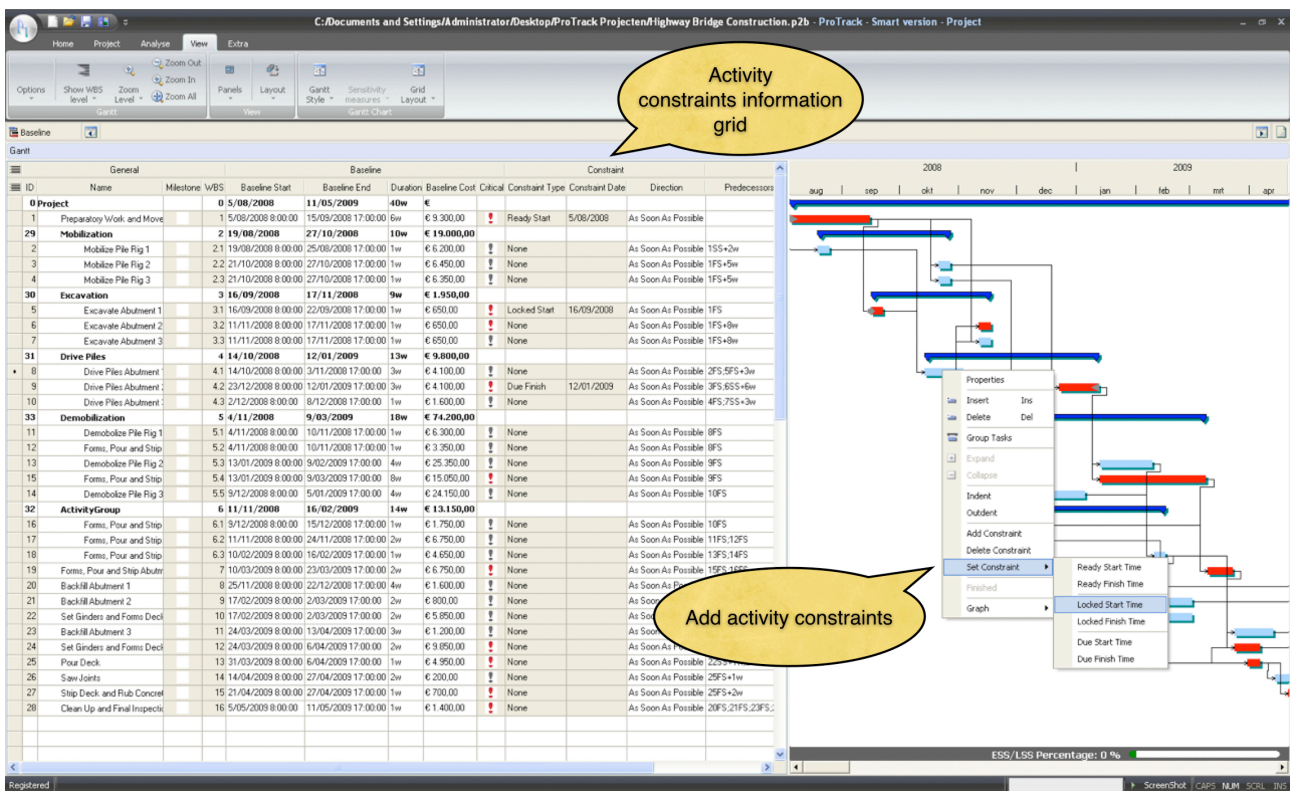 C:/Documents and Settings/Administrator/Desktop/ProTrack Projecten/Highway Bridge Construction.p2b - ProTrack - Smart version - Project
Home Project Analyse View Extra
Options Show WBS level Zoom Level Zoom Out Zoom In Zoom All Panels Layout Gantt Style Sensitivity measures Grid Layout
Gantt View Gantt Chart
Activity
constraints information
grid
Baseline
Gantt
General Baseline Constraint 2008 2009
ID Name Milestone WBS Baseline Start Baseline End Duration Baseline Cost Critical Constraint Type Constraint Date Direction Predecessors aug sep okt nov dec jan feb mrt apr
0 Project 0 5/08/2008 11/05/2009 40w €
1 Preparatory Work and Move 1 5/08/2008 8:00:00 15/09/2008 17:00:00 6w € 9.300,00 Ready Start 5/08/2008 As Soon As Possible
29 Mobilization 2 19/08/2008 27/10/2008 10w € 19.000,00
2 Mobilize Pile Rig 1 2.1 19/08/2008 8:00:00 25/08/2008 17:00:00 1w € 6.200,00 None As Soon As Possible 1SS+2w
3 Mobilize Pile Rig 2 2.2 21/10/2008 8:00:00 27/10/2008 17:00:00 1w € 6.450,00 None As Soon As Possible 1FS+5w
4 Mobilize Pile Rig 3 2.3 21/10/2008 8:00:00 27/10/2008 17:00:00 1w € 6.350,00 None As Soon As Possible 1FS+5w
30 Excavation 3 16/09/2008 17/11/2008 9w € 1.950,00
5 Excavate Abutment 1 3.1 16/09/2008 8:00:00 22/09/2008 17:00:00 1w € 650,00 Locked Start 16/09/2008 As Soon As Possible 1FS
6 Excavate Abutment 2 3.2 11/11/2008 8:00:00 17/11/2008 17:00:00 1w € 650,00 None As Soon As Possible 1FS+8w
7 Excavate Abutment 3 3.3 11/11/2008 8:00:00 17/11/2008 17:00:00 1w € 650,00 None As Soon As Possible 1FS+8w
31 Drive Piles 4 14/10/2008 12/01/2009 13w € 9.800,00
8 Drive Piles Abutment 4.1 14/10/2008 8:00:00 3/11/2008 17:00:00 3w € 4.100,00 None As Soon As Possible 2FS;5FS+3w
9 Drive Piles Abutment 4.2 23/12/2008 8:00:00 12/01/2009 17:00:00 3w € 4.100,00 Due Finish 12/01/2009 As Soon As Possible 3FS;6SS+6w
10 Drive Piles Abutment 4.3 2/12/2008 8:00:00 8/12/2008 17:00:00 1w € 1.600,00 None As Soon As Possible 4FS;7SS+3w
33 Demobilization 5 4/11/2008 9/03/2009 18w € 74.200,00
11 Demobolize Pile Rig 1 5.1 4/11/2008 8:00:00 10/11/2008 17:00:00 1w € 6.300,00 None As Soon As Possible 8FS
12 Forms, Pour and Strip 5.2 4/11/2008 8:00:00 10/11/2008 17:00:00 1w € 3.350,00 None As Soon As Possible 8FS
13 Demobolize Pile Rig 2 5.3 13/01/2009 8:00:00 9/02/2009 17:00:00 4w € 25.350,00 None As Soon As Possible 9FS
15 Forms, Pour and Strip 5.4 13/01/2009 8:00:00 9/03/2009 17:00:00 8w € 15.050,00 None As Soon As Possible 9FS
14 Demobolize Pile Rig 3 5.5 9/12/2008 8:00:00 5/01/2009 17:00:00 4w € 24.150,00 None As Soon As Possible 10FS
32 ActivityGroup 6 11/11/2008 16/02/2009 14w € 13.150,00
16 Forms, Pour and Strip 6.1 9/12/2008 8:00:00 15/12/2008 17:00:00 1w € 1.750,00 None As Soon As Possible 10FS
17 Forms, Pour and Strip 6.2 11/11/2008 8:00:00 24/11/2008 17:00:00 2w € 6.750,00 None As Soon As Possible 11FS;12FS
18 Forms, Pour and Strip 6.3 10/02/2009 8:00:00 16/02/2009 17:00:00 1w € 4.650,00 None As Soon As Possible 13FS;14FS
19 Forms, Pour and Strip Abutm 7 10/03/2009 8:00:00 23/03/2009 17:00:00 2w € 6.750,00 None As Soon As Possible 15FS;16FS
20 Backfill Abutment 1 8 25/11/2008 8:00:00 22/12/2008 17:00:00 4w € 1.600,00 None
21 Backfill Abutment 2 9 17/02/2009 8:00:00 2/03/2009 17:00:00 2w € 800,00 None
22 Set Ginders and Forms Deck 10 17/02/2009 8:00:00 2/03/2009 17:00:00 2w € 5.850,00 None
23 Backfill Abutment 3 11 24/03/2009 8:00:00 13/04/2009 17:00:00 3w € 1.200,00 None
24 Set Ginders and Forms Deck 12 24/03/2009 8:00:00 6/04/2009 17:00:00 2w € 9.850,00 None
25 Pour Deck 13 31/03/2009 8:00:00 6/04/2009 17:00:00 1w € 4.950,00 None As Soon As Possible
26 Saw Joints 14 14/04/2009 8:00:00 27/04/2009 17:00:00 2w € 200,00 None As Soon As Possible 25FS+1w
27 Strip Deck and Rub Concret 15 21/04/2009 8:00:00 27/04/2009 17:00:00 1w € 700,00 None As Soon As Possible 25FS+2w
28 Clean Up and Final Inspectic 16 5/05/2009 8:00:00 11/05/2009 17:00:00 1w € 1.400,00 None As Soon As Possible 20FS;21FS;23FS;
Properties
Insert Ins
Delete Del
Group Tasks
Expand
Collapse
Indent
Outdent
Add Constraint
Delete Constraint
Set Constraint
Finished
Graph
Ready Start Time
Ready Finish Time
Locked Start Time
Locked Finish Time
Due Start Time
Due Finish Time
Add activity constraints
ESS/LSS Percentage: 0 %
Registered ScreenShot CAPS NUM SCRL INS